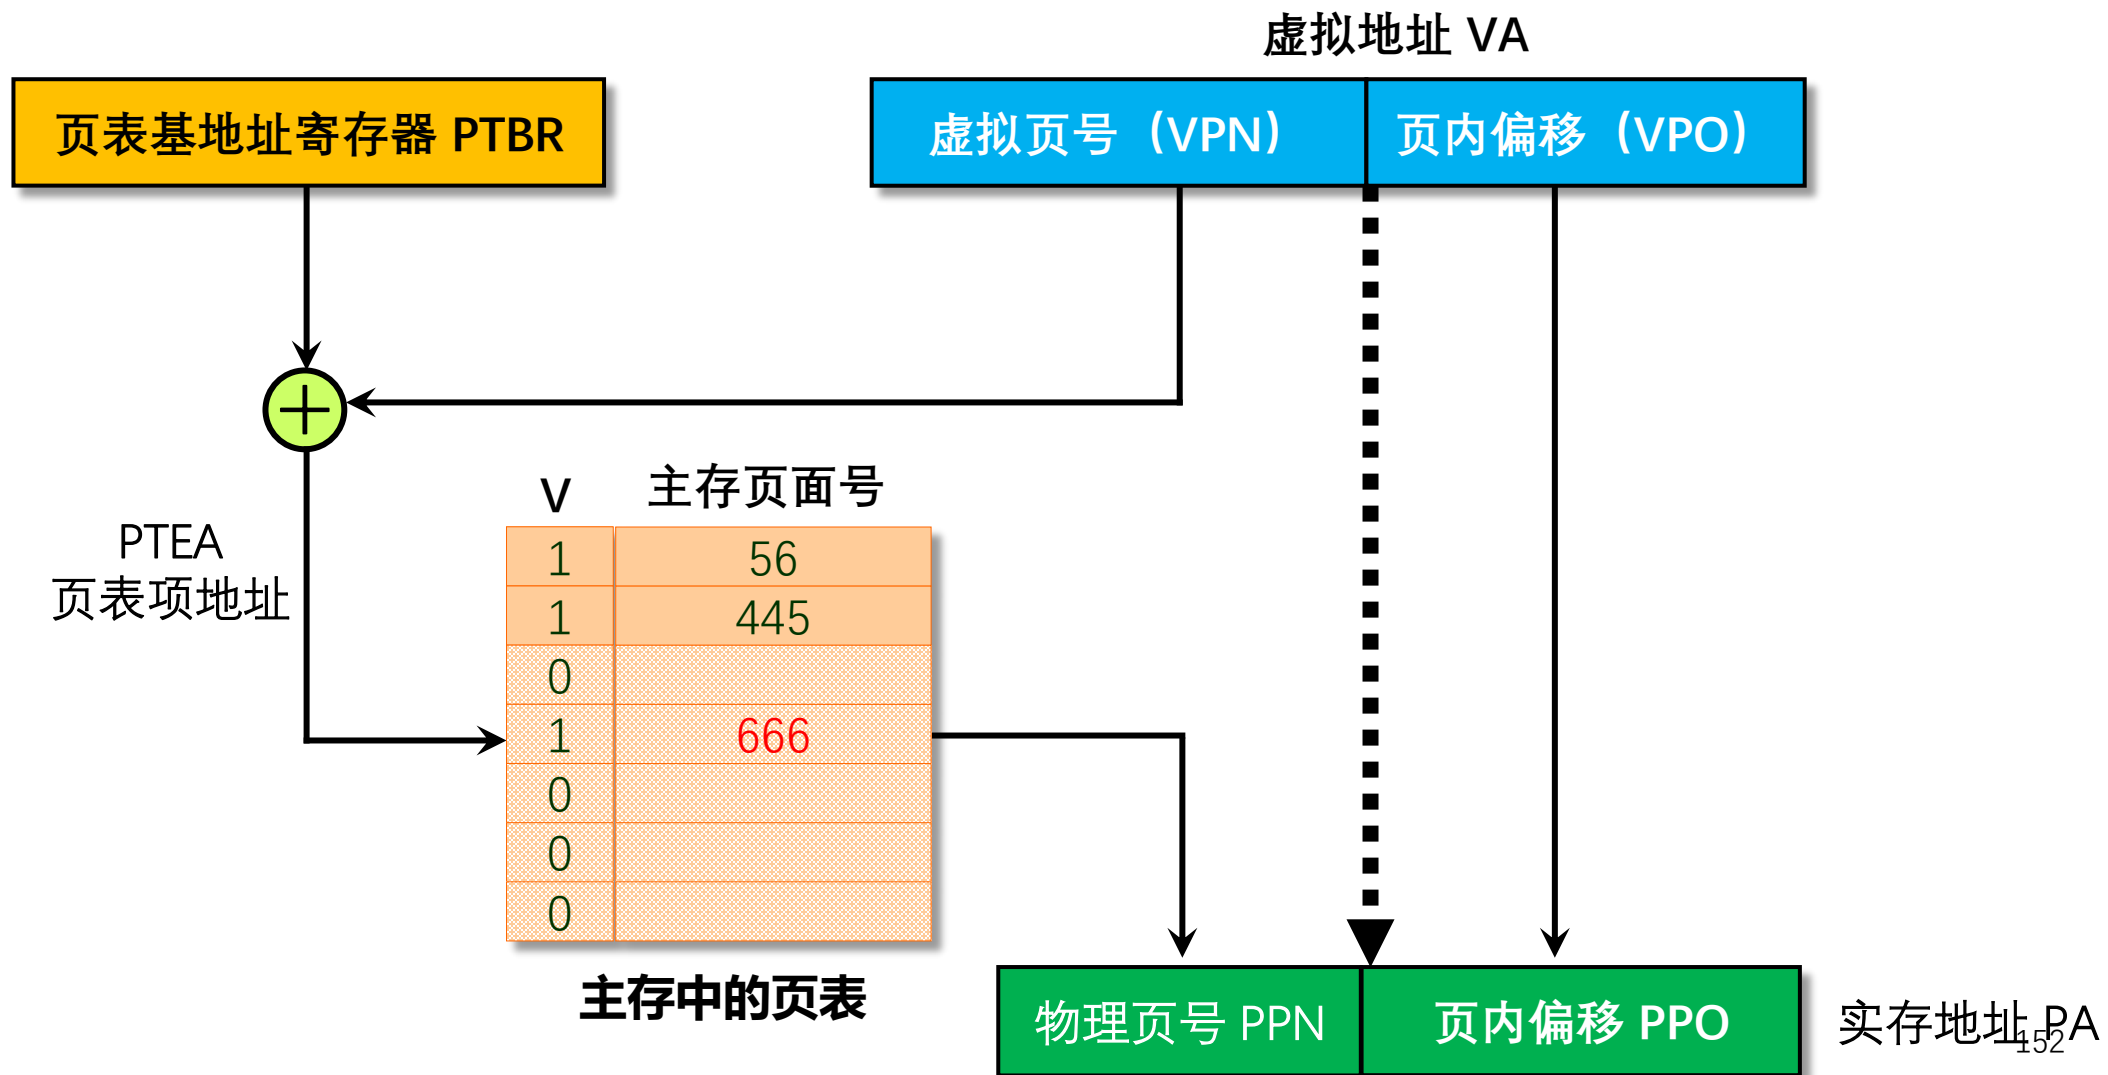 虚拟地址 VA
页表基地址寄存器 PTBR
虚拟页号（VPN） 页内偏移（VPO）
V 主存页面号
PTEA
页表项地址
1 56
1 445
0
1 666
0
0
0
主存中的页表
物理页号 PPN 页内偏移 PPO
实存地址 PA
152